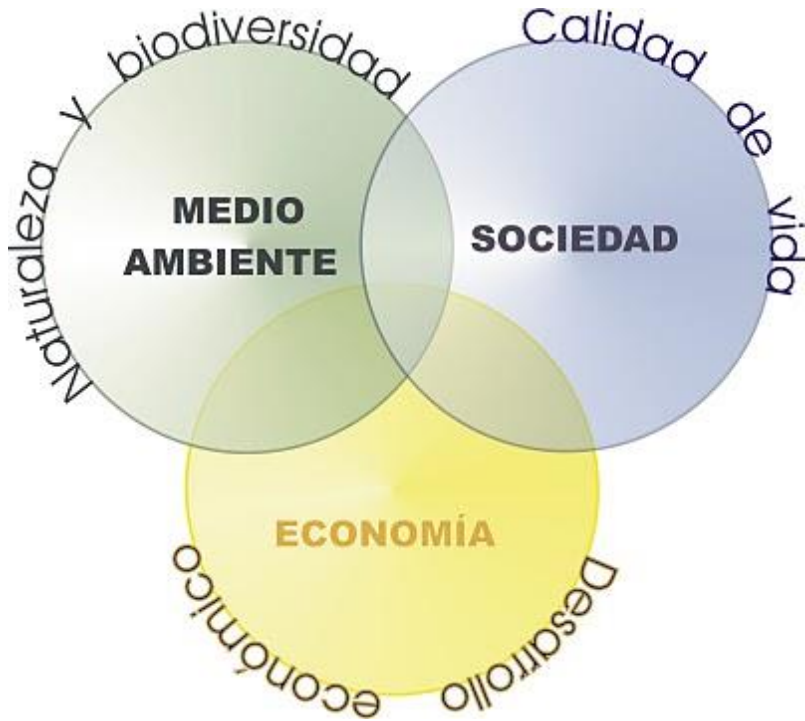 Naturaleza y biodiversidad
Calidad de vida
MEDIO
AMBIENTE
SOCIEDAD
ECONOMÍA
Desarrollo económico